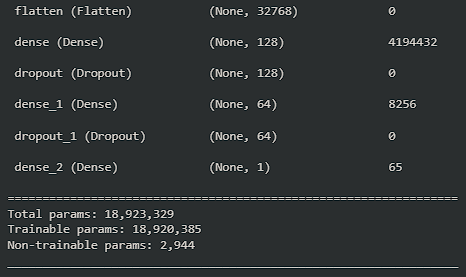 flatten (Flatten) (None, 32768) 0
dense (Dense) (None, 128) 4194432
dropout (Dropout) (None, 128) 0
dense_1 (Dense) (None, 64) 8256
dropout_1 (Dropout) (None, 64) 0
dense_2 (Dense) (None, 1) 65
=================================================================
Total params: 18,923,329
Trainable params: 18,920,385
Non-trainable params: 2,944
_________________________________________________________________